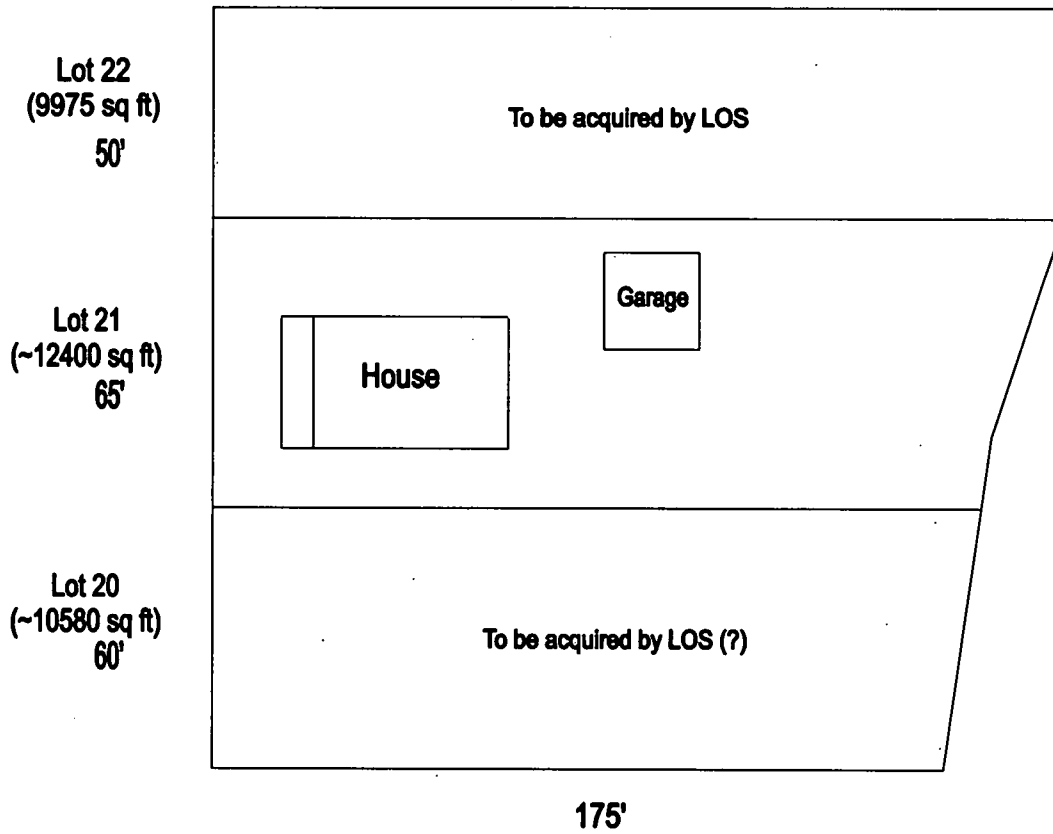 Lot 22
(9975 sq ft)
50'
To be acquired by LOS
Garage
Lot 21
(~12400 sq ft)
65'
House
Lot 20
(~10580 sq ft)
60'
To be acquired by LOS (?)
175'